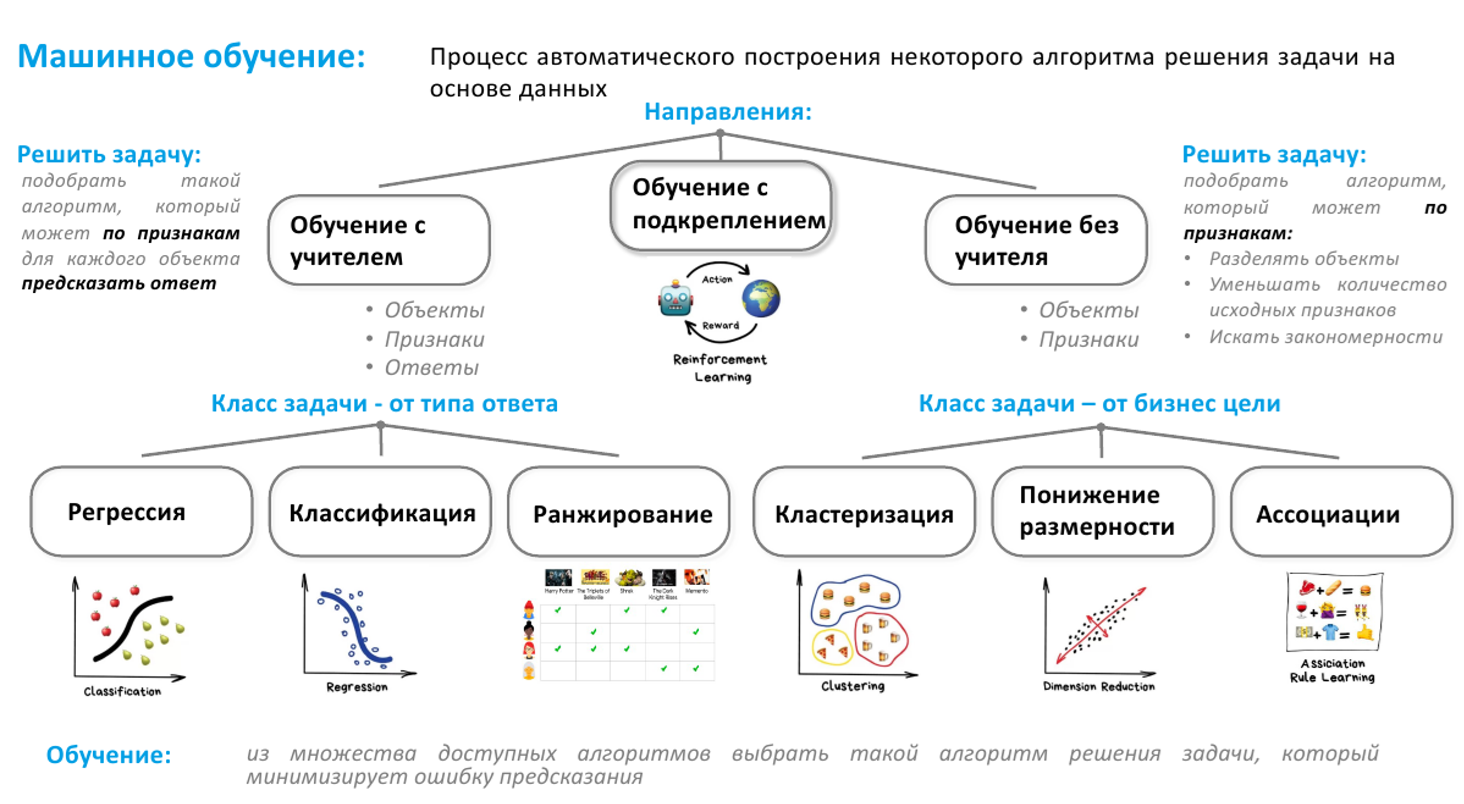 Машинное обучение:
Процесс автоматического построения некоторого алгоритма решения задачи на
основе данных
Направления:
Решить задачу:
подобрать такой
алгоритм, который
может по признакам
для каждого объекта
предсказать ответ
Обучение с
учителем
• Объекты
• Признаки
• Ответы
Обучение с
подкреплением
Action
Reward
Reinforcement
Learning
Обучение без
учителя
• Объекты
• Признаки
Решить задачу:
подобрать алгоритм,
который может по
признакам:
• Разделять объекты
• Уменьшать количество
исходных признаков
• Искать закономерности
Класс задачи - от типа ответа
Регрессия
Классификация
Ранжирование
Classification
Regression
Harry Potter
The Triplets of
Belleville
Shrek
The Dark
Knight Rises
Memento
Класс задачи – от бизнес цели
Кластеризация
Понижение
размерности
Ассоциации
Clustering
Dimension Reduction
Assiciation
Rule Learning
Обучение:
из множества доступных алгоритмов выбрать такой алгоритм решения задачи, который
минимизирует ошибку предсказания